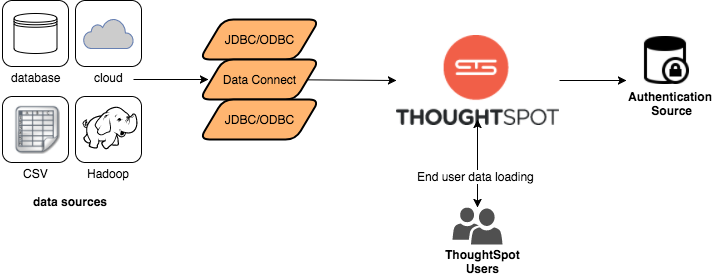 database
cloud
CSV
Hadoop
data sources
JDBC/ODBC
Data Connect
JDBC/ODBC
THOUGHTSPOT
End user data loading
ThoughtSpot
Users
Authentication
Source